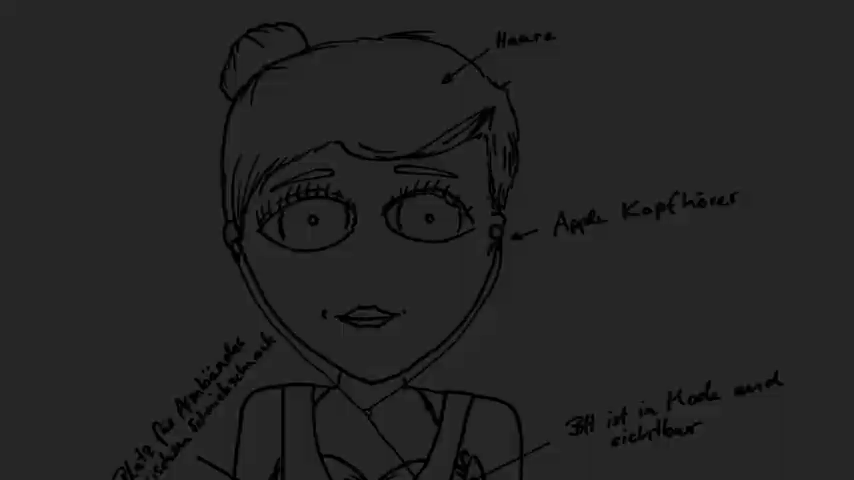 Haare
Apple Kopfhörer
Platz für Armbänder
BH ist in Mode und
sichtbar